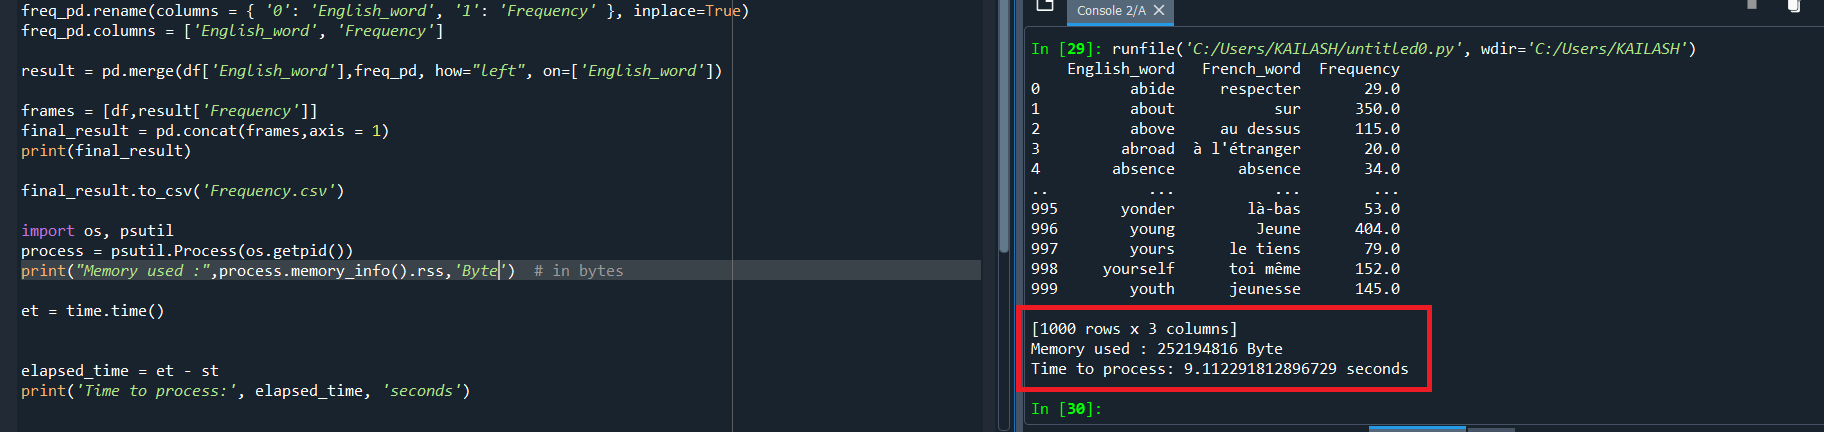 freq_pd.rename(columns = { '0': 'English_word', '1': 'Frequency' }, inplace=True)
freq_pd.columns = ['English_word', 'Frequency']
result = pd.merge(df['English_word'],freq_pd, how="left", on=['English_word'])
frames = [df,result['Frequency']]
final_result = pd.concat(frames,axis = 1)
print(final_result)
final_result.to_csv('Frequency.csv')
import os, psutil
process = psutil.Process(os.getpid())
print("Memory used :",process.memory_info().rss,'Byte')  # in bytes
et = time.time()
elapsed_time = et - st
print('Time to process:', elapsed_time, 'seconds')
Console 2/A
In [29]: runfile('C:/Users/KAILASH/untitled0.py', wdir='C:/Users/KAILASH')
English_word French_word Frequency
0 abide respecter 29.0
1 about sur 350.0
2 above au dessus 115.0
3 abroad à l'étranger 20.0
4 absence absence 34.0
.. ... ... ...
995 yonder là-bas 53.0
996 young Jeune 404.0
997 yours le tiens 79.0
998 yourself toi même 152.0
999 youth jeunesse 145.0
[1000 rows x 3 columns]
Memory used : 252194816 Byte
Time to process: 9.112291812896729 seconds
In [30]: